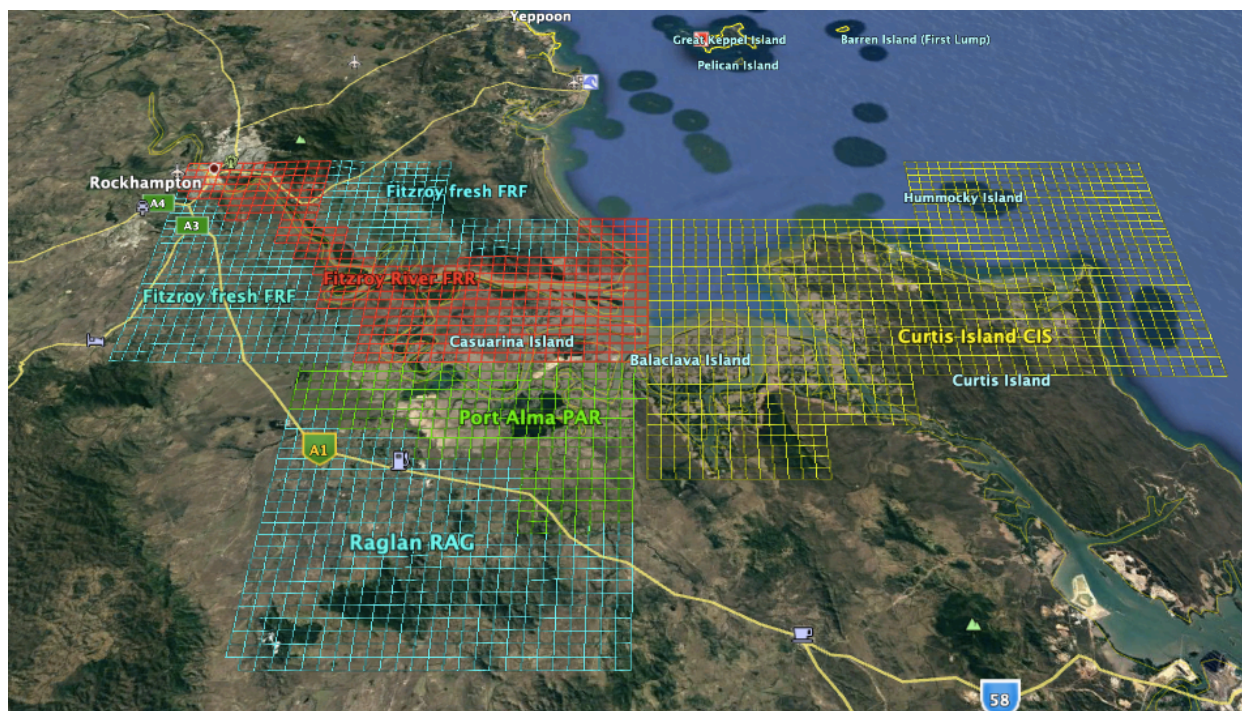 Yeppoon
Great Keppel Island
Barren Island (First Lump)
Pelican Island
Rockhampton
Fitzroy fresh FRF
Hummocky Island
A4
A3
Fitzroy River FRR
Fitzroy fresh FRF
Casuarina Island
Curtis Island CIS
Balaclava Island
Curtis Island
Port Alma PAR
A1
Raglan RAG
58